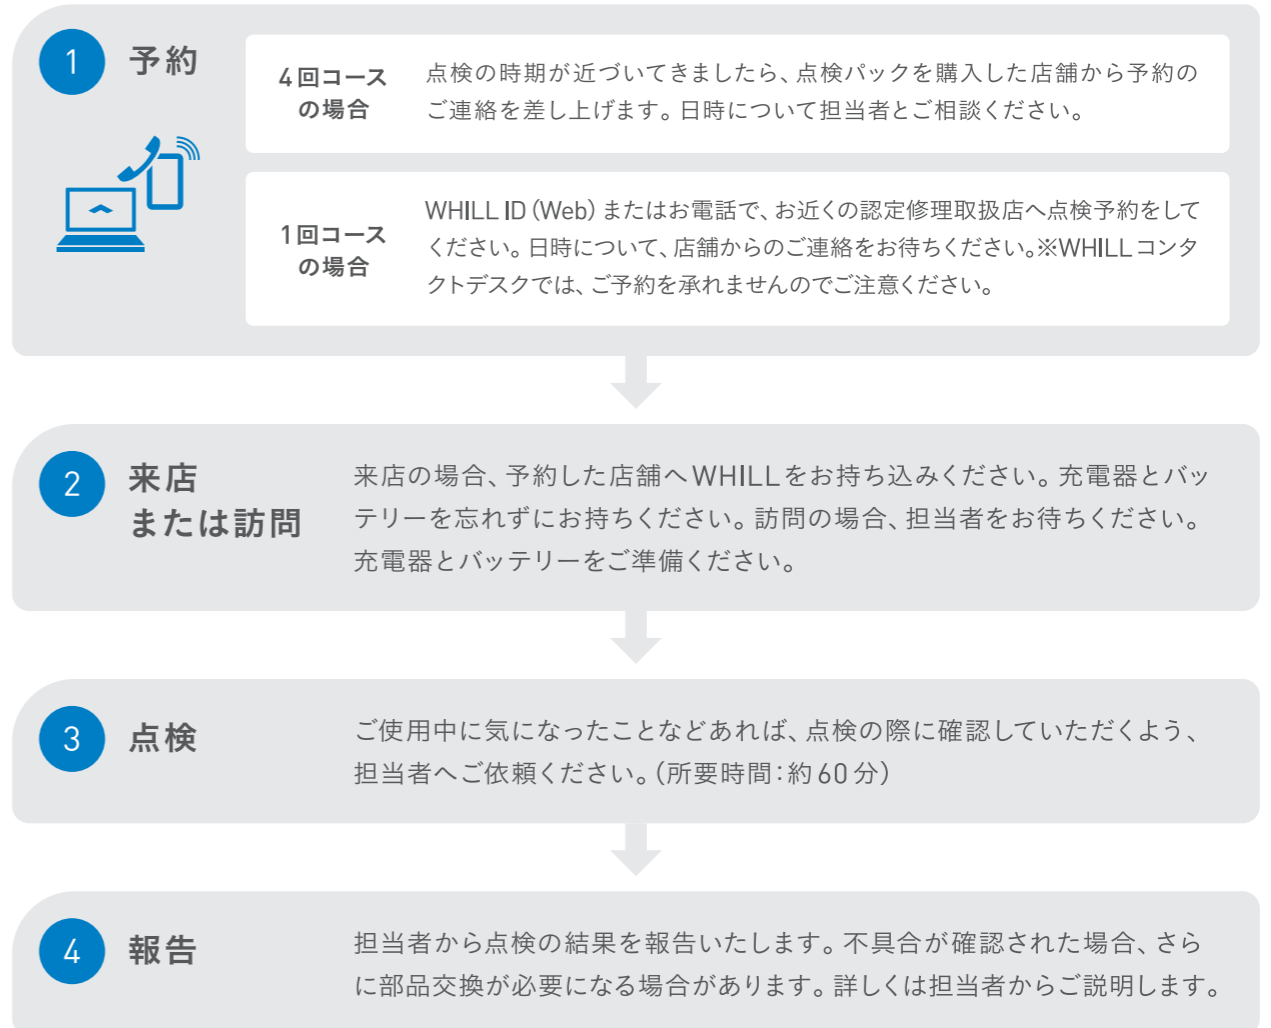 1 予約
4回コース
の場合
点検の時期が近づいてきましたら、点検パックを購入した店舗から予約の
ご連絡を差し上げます。日時について担当者とご相談ください。
1回コース
の場合
WHILL ID（Web）またはお電話で、お近くの認定修理取扱店へ点検予約をして
ください。日時について、店舗からのご連絡をお待ちください。※WHILLコンタ
クトデスクでは、ご予約を承れませんのでご注意ください。
2 来店
または訪問
来店の場合、予約した店舗へWHILLをお持ち込みください。充電器とバッ
テリーを忘れずにお持ちください。訪問の場合、担当者をお待ちください。
充電器とバッテリーをご準備ください。
3 点検
ご使用中に気になったことなどあれば、点検の際に確認していただくよう、
担当者へご依頼ください。（所要時間：約60分）
4 報告
担当者から点検の結果を報告いたします。不具合が確認された場合、さら
に部品交換が必要になる場合があります。詳しくは担当者からご説明します。